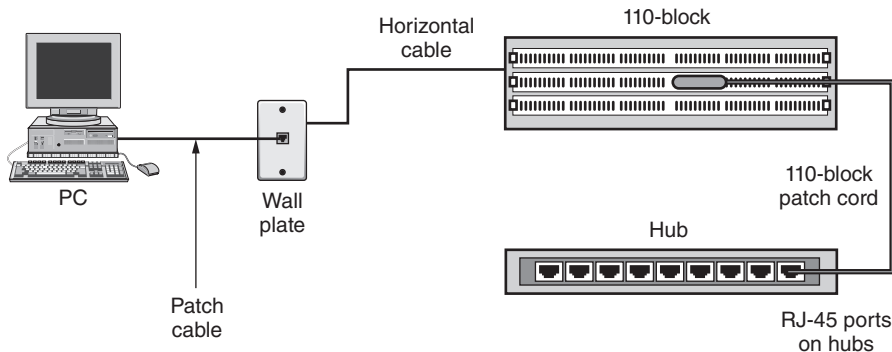 110-block
Horizontal
cable
PC
Wall
plate
110-block
patch cord
Hub
Patch
cable
RJ-45 ports
on hubs